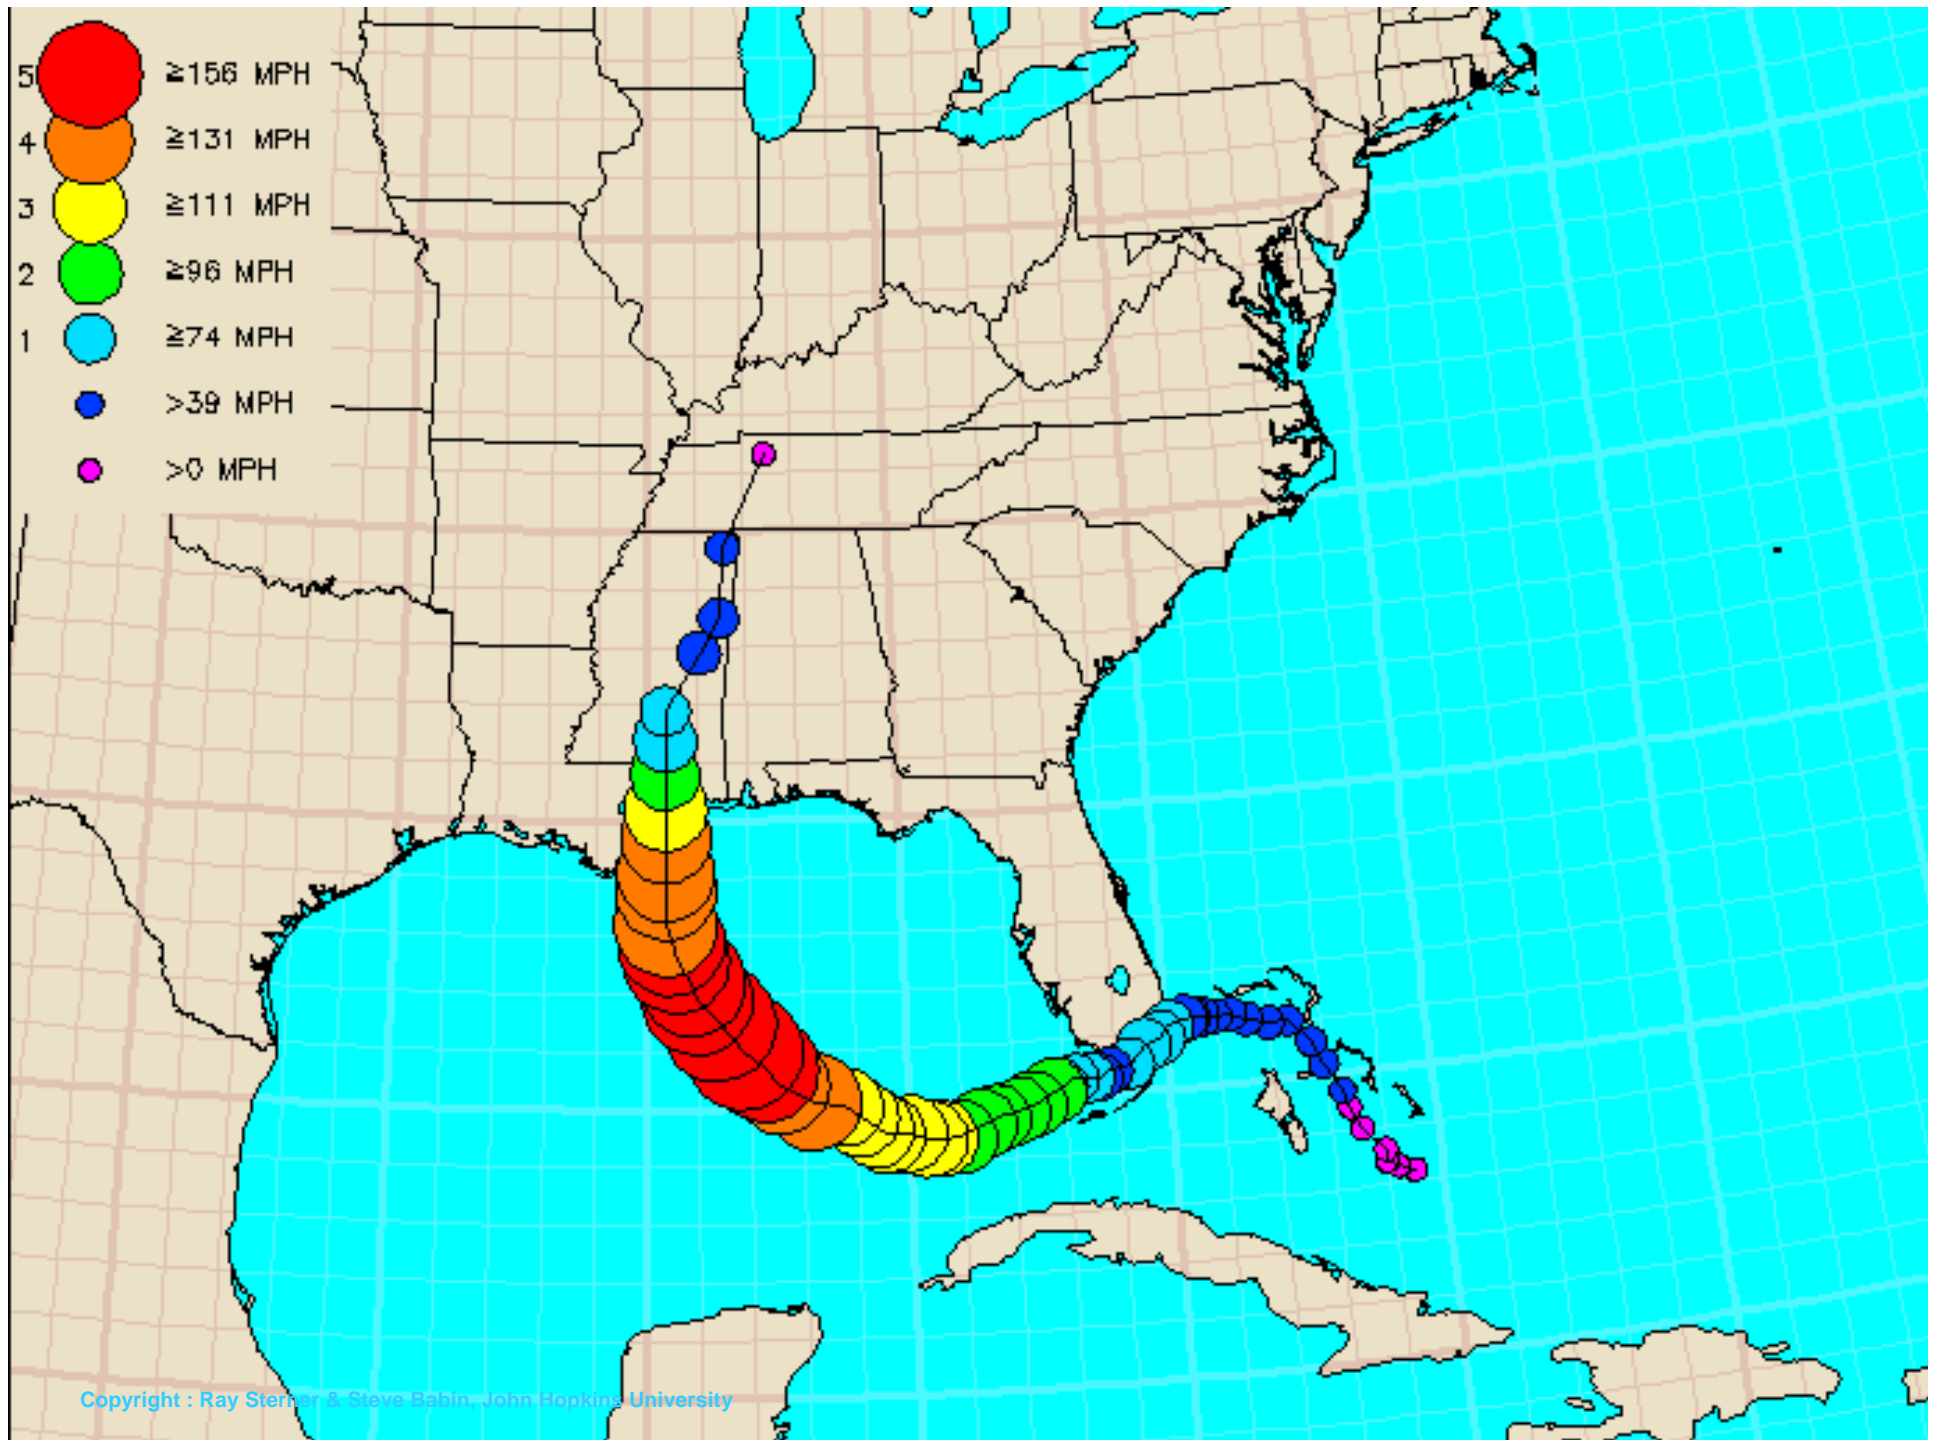 5 ≥156 MPH
4 ≥131 MPH
3 ≥111 MPH
2 ≥96 MPH
1 ≥74 MPH
>39 MPH
>0 MPH
Copyright : Ray Sterner & Steve Babin, John Hopkins University